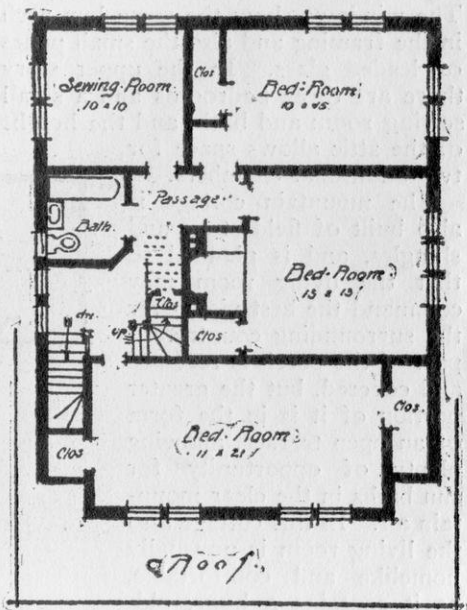 Sewing-Room
10 x 10
Clos
Bed-Room
10 x 15
Passage
Bath
Bed-Room
13 x 13
Clos
up
dn
Clos
Clos
Clos
Bed-Room
11 x 21
Roof